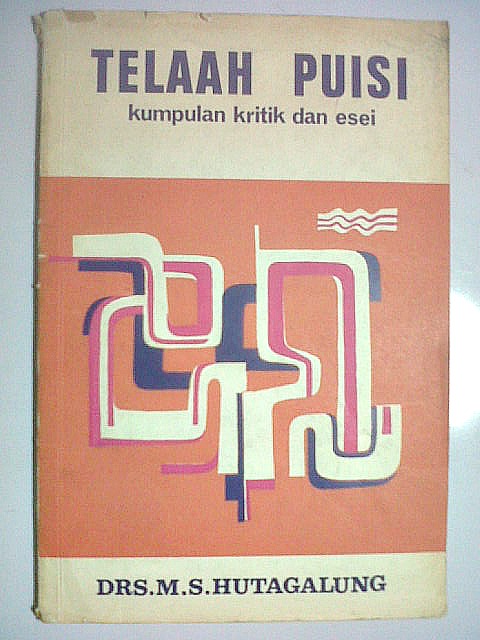 TELAAH PUISI
kumpulan kritik dan esei
DRS.M.S.HUTAGALUNG